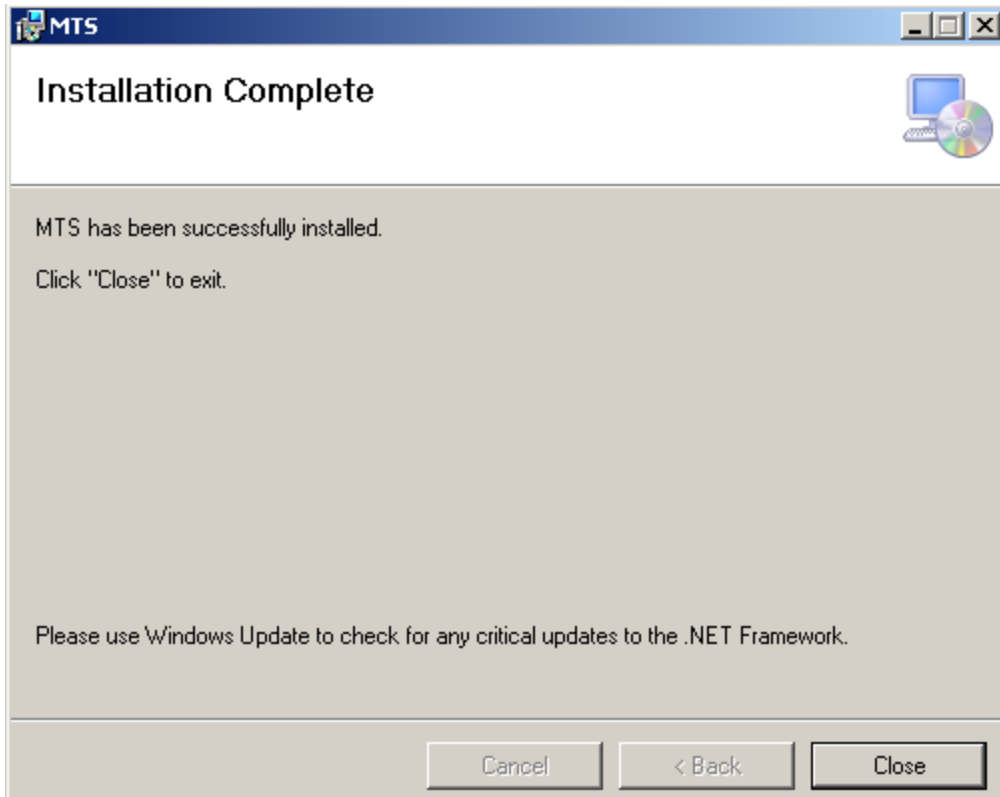 MTS
Installation Complete
MTS has been successfully installed.
Click "Close" to exit.
Please use Windows Update to check for any critical updates to the .NET Framework.
Cancel
< Back
Close